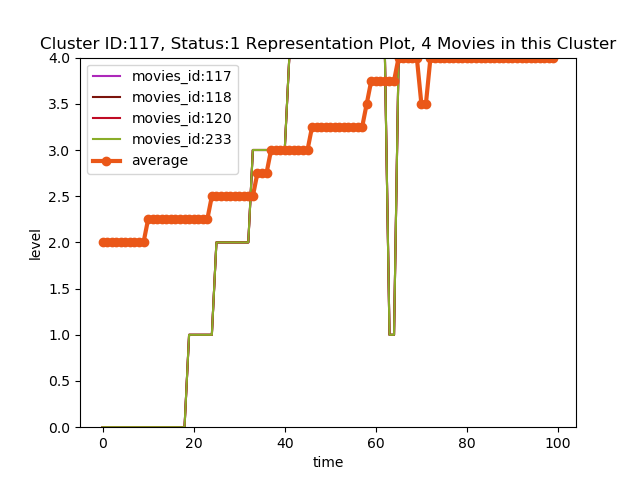 Cluster ID:117, Status:1 Representation Plot, 4 Movies in this Cluster
movies_id:117
movies_id:118
movies_id:120
movies_id:233
average
level
4.0
3.5
3.0
2.5
2.0
1.5
1.0
0.5
0.0
0 20 40 60 80 100
time